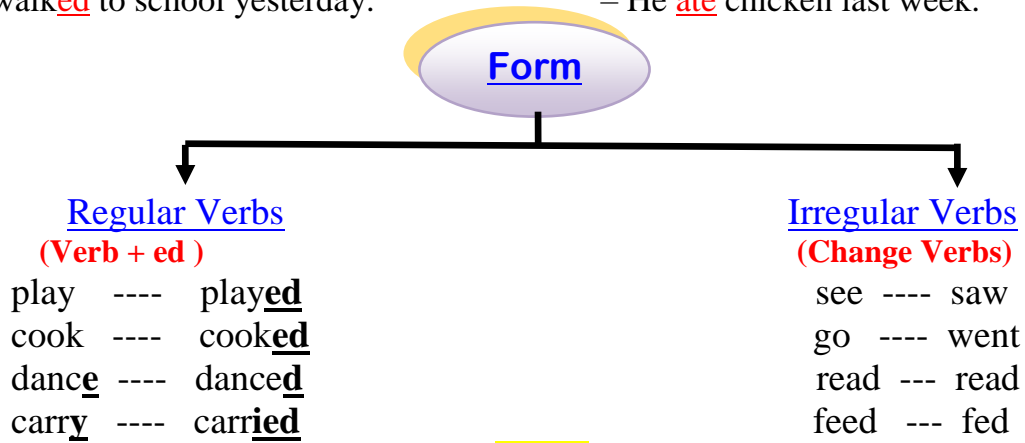 walked to school yesterday. – He ate chicken last week.
Form
Regular Verbs Irregular Verbs
(Verb + ed ) (Change Verbs)
play ---- played see ---- saw
cook ---- cooked go ---- went
dance ---- danced read --- read
carry ---- carried feed --- fed